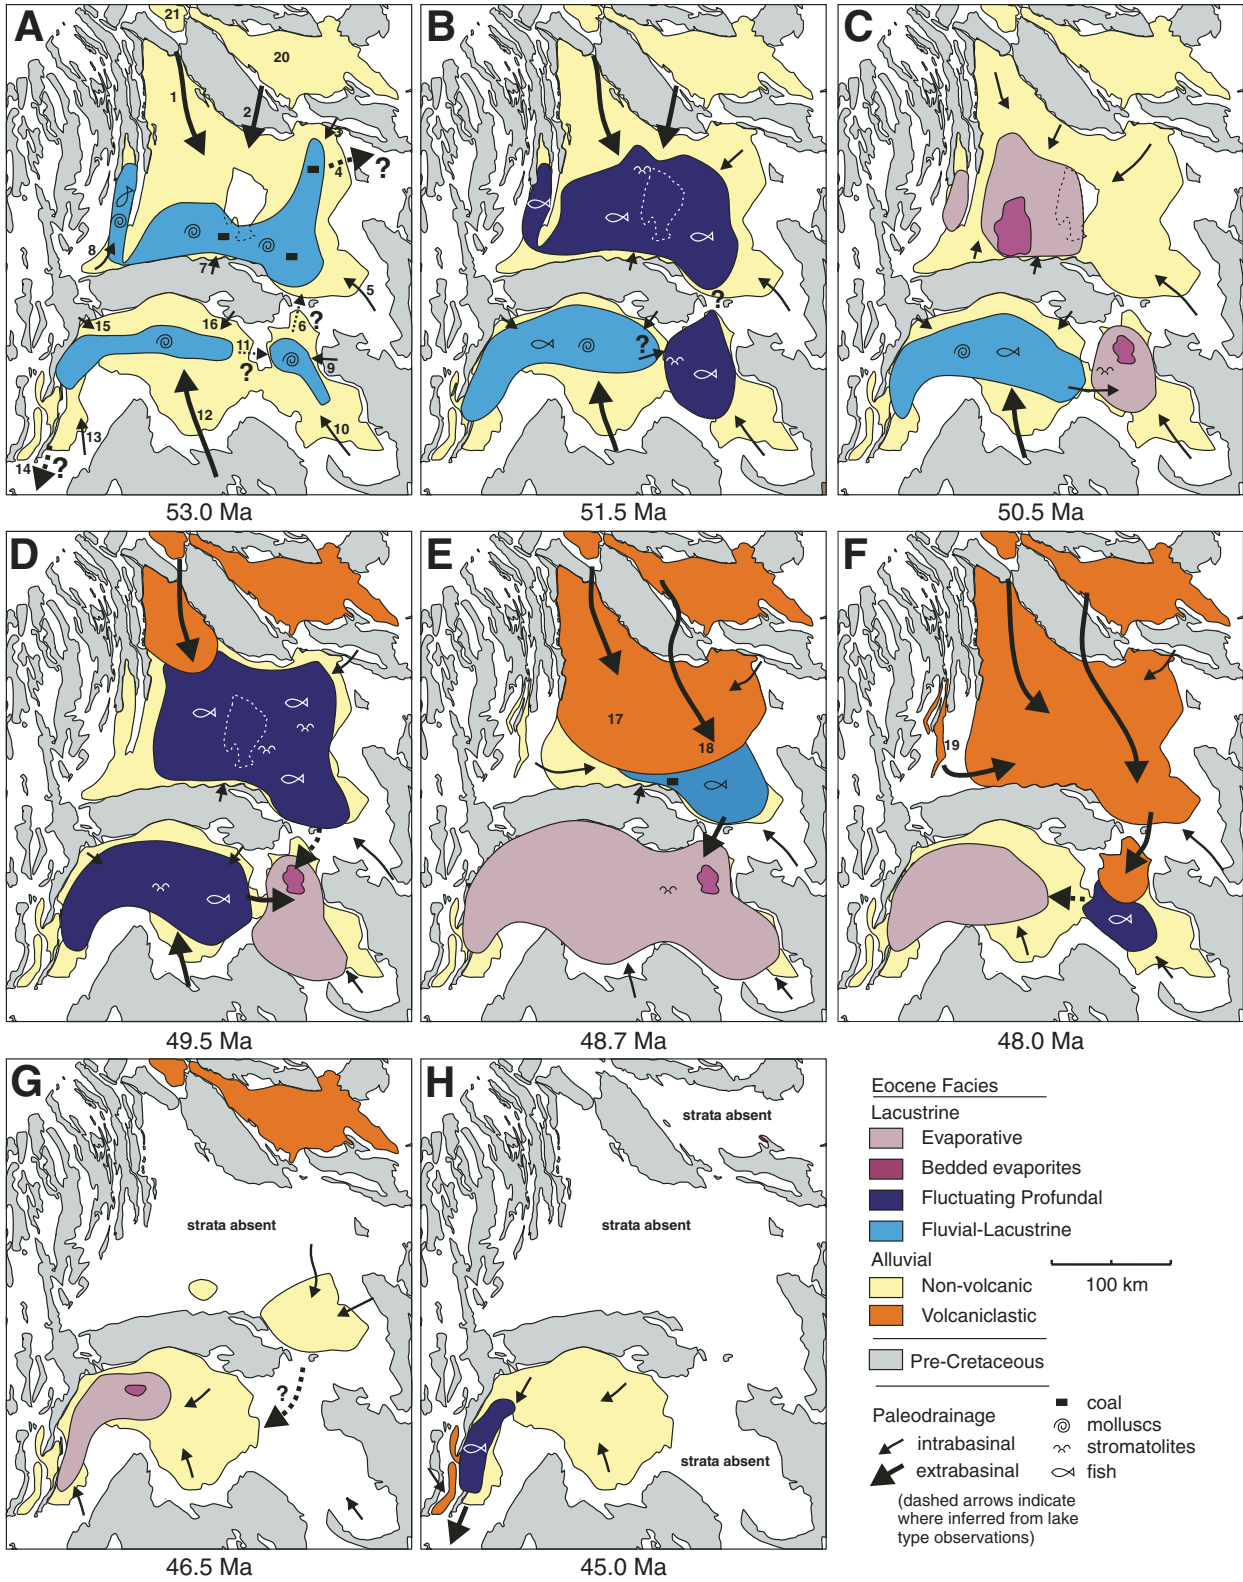 A
21
20
1
2
3
4
?
8
7
5
6
?
15
16
11
?
9
12
10
13
14
?
53.0 Ma
B
?
?
51.5 Ma
C
50.5 Ma
D
49.5 Ma
E
17
18
48.7 Ma
F
19
48.0 Ma
G
strata absent
?
46.5 Ma
H
strata absent
strata absent
strata absent
45.0 Ma
Eocene Facies
Lacustrine
Evaporative
Bedded evaporites
Fluctuating Profundal
Fluvial-Lacustrine
Alluvial
Non-volcanic
Volcaniclastic
100 km
Pre-Cretaceous
Paleodrainage
intrabasinal
extrabasinal
(dashed arrows indicate
where inferred from lake
type observations)
coal
molluscs
stromatolites
fish